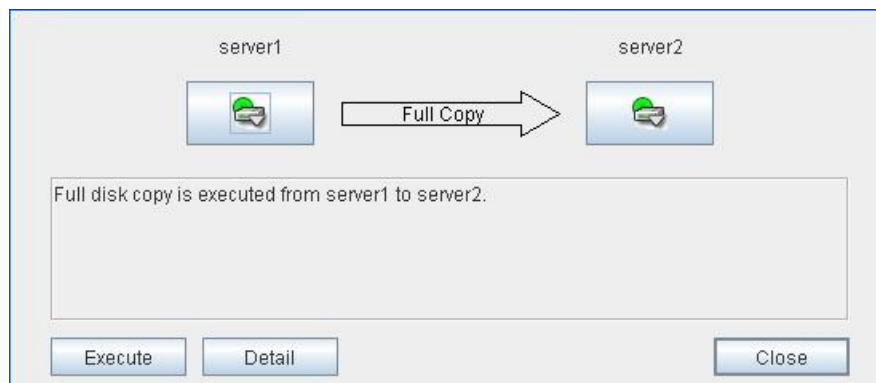 server1
server2
Full Copy
Full disk copy is executed from server1 to server2.
Execute
Detail
Close